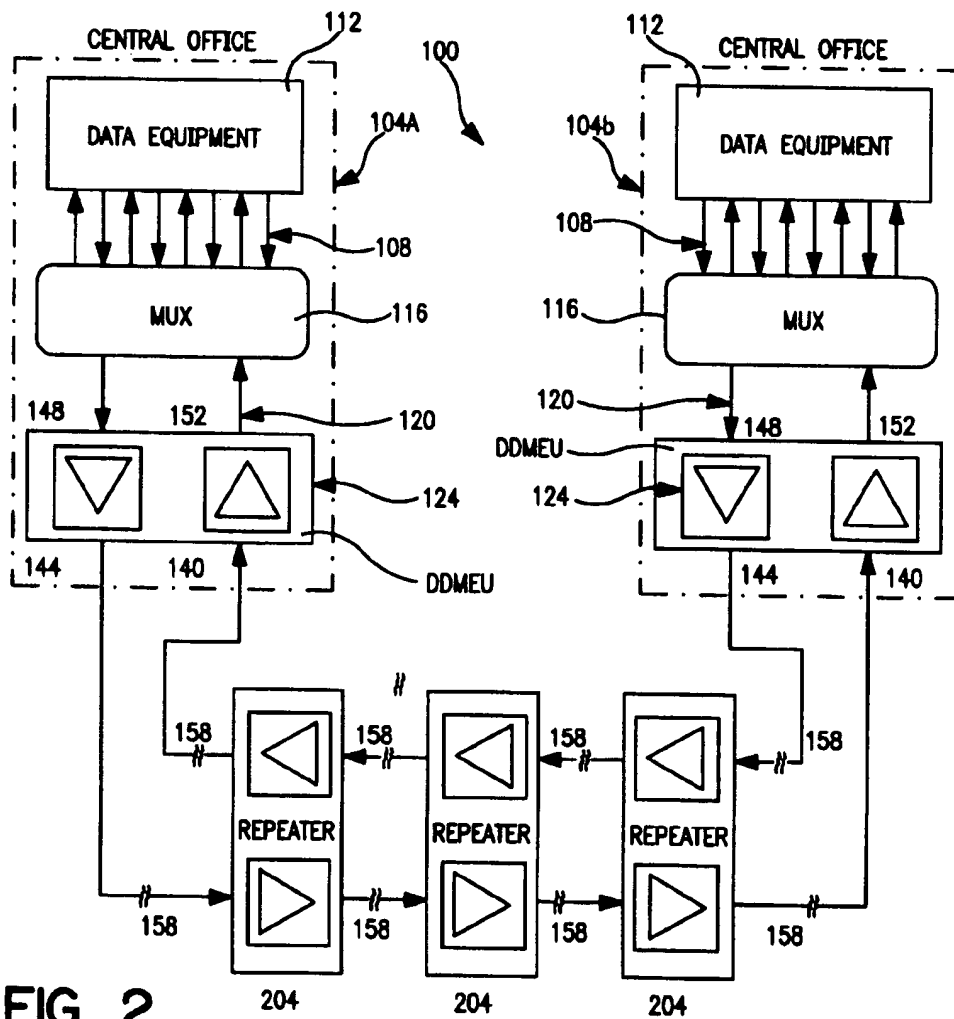 112
CENTRAL OFFICE
100
112
CENTRAL OFFICE
DATA EQUIPMENT
104A
104b
DATA EQUIPMENT
108
108
MUX
116
116
MUX
148
152
120
120
148
152
DDMEU
124
124
144
140
DDMEU
144
140
158
158
158
158
REPEATER
REPEATER
REPEATER
158
158
158
158
FIG. 2
204
204
204